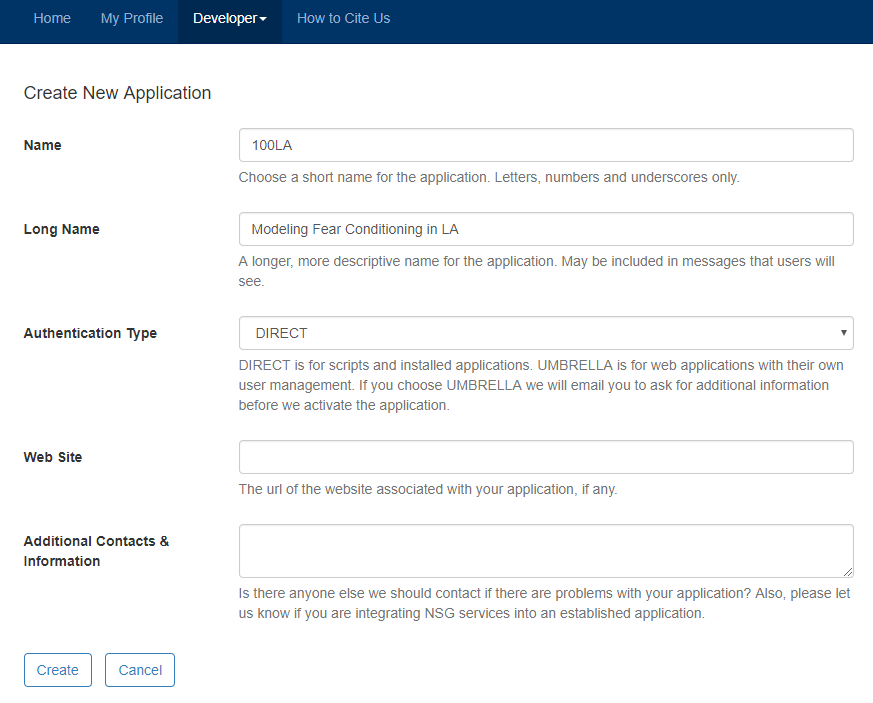 Home My Profile Developer How to Cite Us
Create New Application
Name
100LA
Choose a short name for the application. Letters, numbers and underscores only.
Long Name
Modeling Fear Conditioning in LA
A longer, more descriptive name for the application. May be included in messages that users will
see.
Authentication Type
DIRECT
DIRECT is for scripts and installed applications. UMBRELLA is for web applications with their own
user management. If you choose UMBRELLA we will email you to ask for additional information
before we activate the application.
Web Site
The url of the website associated with your application, if any.
Additional Contacts &
Information
Is there anyone else we should contact if there are problems with your application? Also, please let
us know if you are integrating NSG services into an established application.
Create Cancel